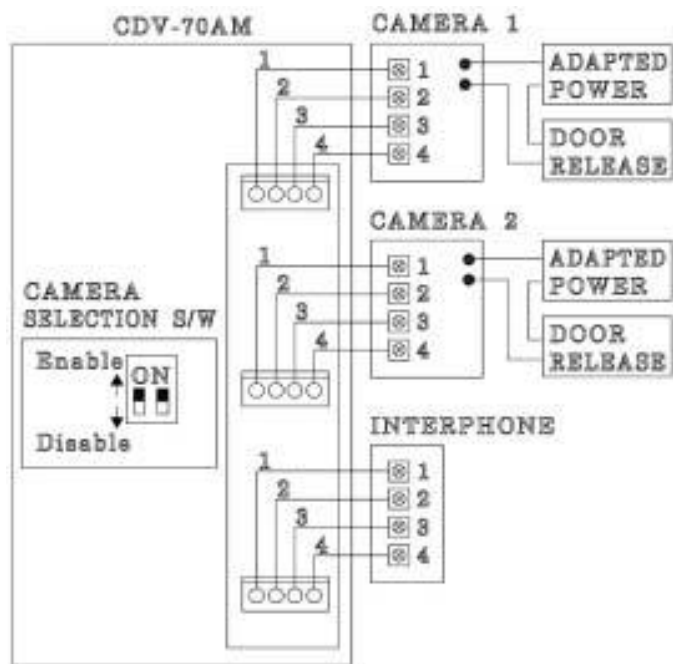 CDV-70AM
CAMERA 1
1
2
3
4
1
2
3
4
ADAPTED
POWER
DOOR
RELEASE
CAMERA 2
1
2
3
4
1
2
3
4
ADAPTED
POWER
DOOR
RELEASE
CAMERA
SELECTION S/W
Enable
ON
Disable
INTERPHONE
1
2
3
4
1
2
3
4